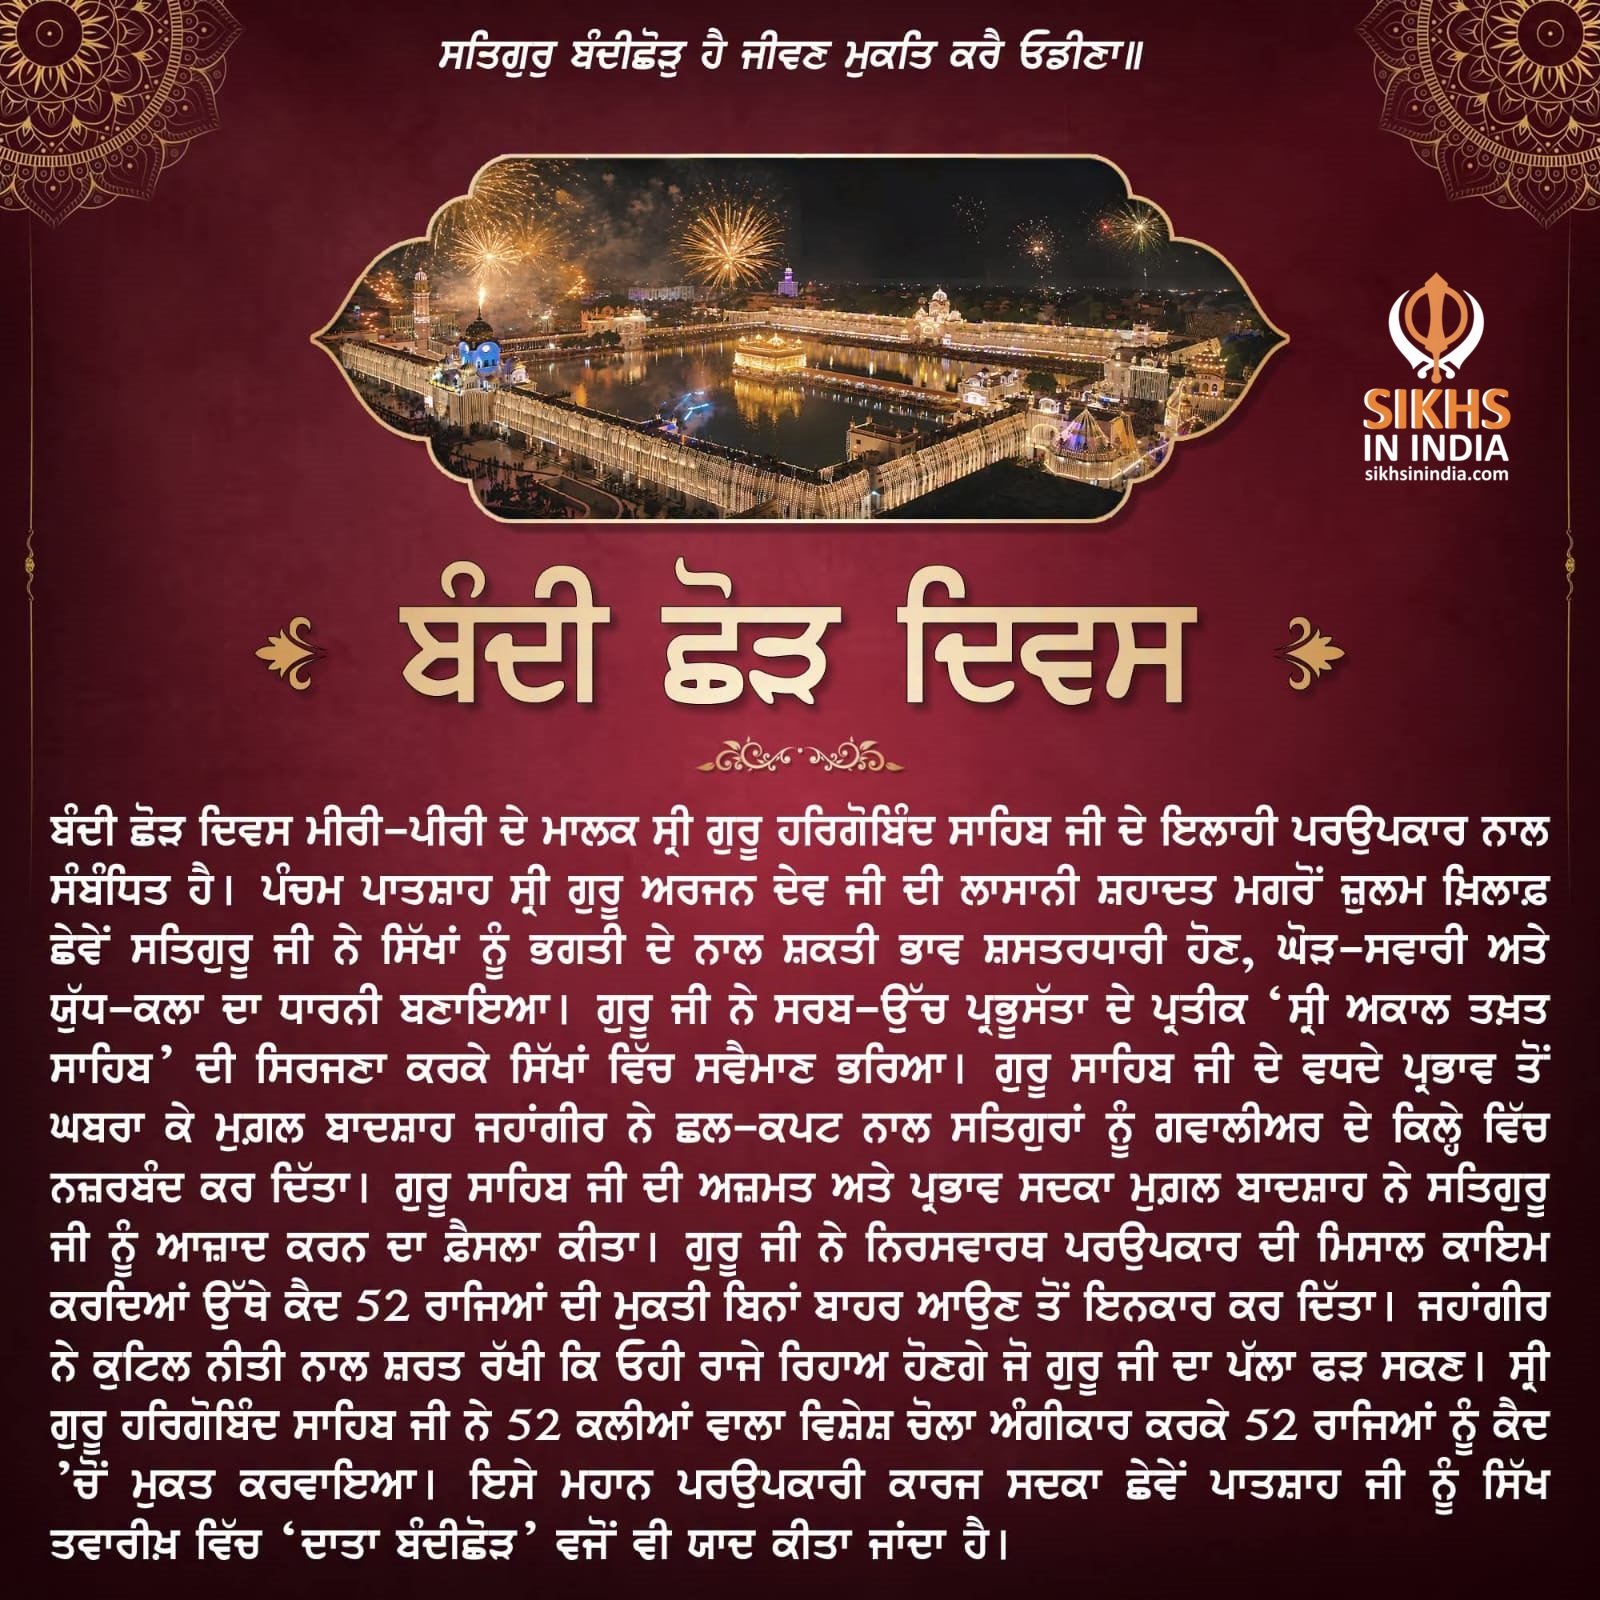 ਸਤਿਗੁਰੁ ਬੰਦੀਛੋੜੁ ਹੈ ਜੀਵਣ ਮੁਕਤਿ ਕਰੈ ਓਡੀਣਾ॥
SIKHS
IN INDIA
sikhsinindia.com
ਬੰਦੀ ਛੋੜ ਦਿਵਸ
ਬੰਦੀ ਛੋੜ ਦਿਵਸ ਮੀਰੀ-ਪੀਰੀ ਦੇ ਮਾਲਕ ਸ੍ਰੀ ਗੁਰੂ ਹਰਿਗੋਬਿੰਦ ਸਾਹਿਬ ਜੀ ਦੇ ਇਲਾਹੀ ਪਰਉਪਕਾਰ ਨਾਲ
ਸੰਬੰਧਿਤ ਹੈ। ਪੰਚਮ ਪਾਤਸ਼ਾਹ ਸ੍ਰੀ ਗੁਰੂ ਅਰਜਨ ਦੇਵ ਜੀ ਦੀ ਲਾਸਾਨੀ ਸ਼ਹਾਦਤ ਮਗਰੋਂ ਜ਼ੁਲਮ ਖ਼ਿਲਾਫ਼
ਛੇਵੇਂ ਸਤਿਗੁਰੂ ਜੀ ਨੇ ਸਿੱਖਾਂ ਨੂੰ ਭਗਤੀ ਦੇ ਨਾਲ ਸ਼ਕਤੀ ਭਾਵ ਸ਼ਸਤਰਧਾਰੀ ਹੋਣ, ਘੋੜ-ਸਵਾਰੀ ਅਤੇ
ਯੁੱਧ-ਕਲਾ ਦਾ ਧਾਰਨੀ ਬਣਾਇਆ। ਗੁਰੂ ਜੀ ਨੇ ਸਰਬ-ਉੱਚ ਪ੍ਰਭੂਸੱਤਾ ਦੇ ਪ੍ਰਤੀਕ ‘ਸ੍ਰੀ ਅਕਾਲ ਤਖ਼ਤ
ਸਾਹਿਬ’ ਦੀ ਸਿਰਜਣਾ ਕਰਕੇ ਸਿੱਖਾਂ ਵਿੱਚ ਸਵੈਮਾਣ ਭਰਿਆ। ਗੁਰੂ ਸਾਹਿਬ ਜੀ ਦੇ ਵਧਦੇ ਪ੍ਰਭਾਵ ਤੋਂ
ਘਬਰਾ ਕੇ ਮੁਗ਼ਲ ਬਾਦਸ਼ਾਹ ਜਹਾਂਗੀਰ ਨੇ ਛਲ-ਕਪਟ ਨਾਲ ਸਤਿਗੁਰਾਂ ਨੂੰ ਗਵਾਲੀਅਰ ਦੇ ਕਿਲ੍ਹੇ ਵਿੱਚ
ਨਜ਼ਰਬੰਦ ਕਰ ਦਿੱਤਾ। ਗੁਰੂ ਸਾਹਿਬ ਜੀ ਦੀ ਅਜ਼ਮਤ ਅਤੇ ਪ੍ਰਭਾਵ ਸਦਕਾ ਮੁਗ਼ਲ ਬਾਦਸ਼ਾਹ ਨੇ ਸਤਿਗੁਰੂ
ਜੀ ਨੂੰ ਆਜ਼ਾਦ ਕਰਨ ਦਾ ਫ਼ੈਸਲਾ ਕੀਤਾ। ਗੁਰੂ ਜੀ ਨੇ ਨਿਰਸਵਾਰਥ ਪਰਉਪਕਾਰ ਦੀ ਮਿਸਾਲ ਕਾਇਮ
ਕਰਦਿਆਂ ਉੱਥੇ ਕੈਦ 52 ਰਾਜਿਆਂ ਦੀ ਮੁਕਤੀ ਬਿਨਾਂ ਬਾਹਰ ਆਉਣ ਤੋਂ ਇਨਕਾਰ ਕਰ ਦਿੱਤਾ। ਜਹਾਂਗੀਰ
ਨੇ ਕੁਟਿਲ ਨੀਤੀ ਨਾਲ ਸ਼ਰਤ ਰੱਖੀ ਕਿ ਓਹੀ ਰਾਜੇ ਰਿਹਾਅ ਹੋਣਗੇ ਜੋ ਗੁਰੂ ਜੀ ਦਾ ਪੱਲਾ ਫੜ ਸਕਣ। ਸ੍ਰੀ
ਗੁਰੂ ਹਰਿਗੋਬਿੰਦ ਸਾਹਿਬ ਜੀ ਨੇ 52 ਕਲੀਆਂ ਵਾਲਾ ਵਿਸ਼ੇਸ਼ ਚੋਲਾ ਅੰਗੀਕਾਰ ਕਰਕੇ 52 ਰਾਜਿਆਂ ਨੂੰ ਕੈਦ
’ਚੋਂ ਮੁਕਤ ਕਰਵਾਇਆ। ਇਸੇ ਮਹਾਨ ਪਰਉਪਕਾਰੀ ਕਾਰਜ ਸਦਕਾ ਛੇਵੇਂ ਪਾਤਸ਼ਾਹ ਜੀ ਨੂੰ ਸਿੱਖ
ਤਵਾਰੀਖ਼ ਵਿੱਚ ‘ਦਾਤਾ ਬੰਦੀਛੋੜ’ ਵਜੋਂ ਵੀ ਯਾਦ ਕੀਤਾ ਜਾਂਦਾ ਹੈ।